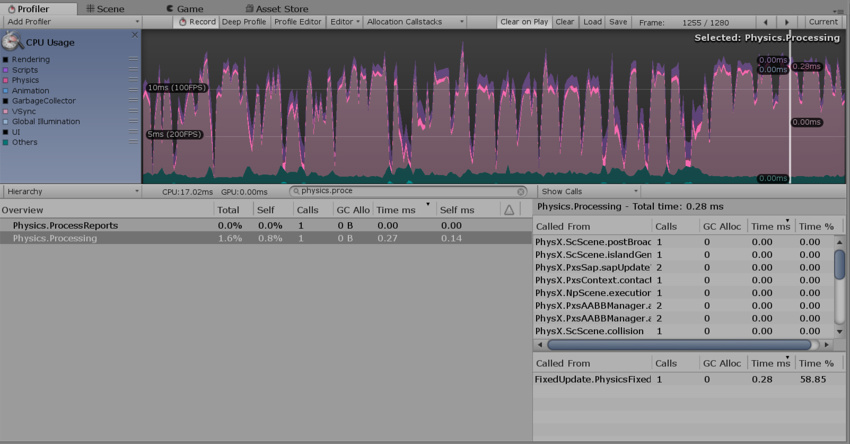 Profiler Scene Game Asset Store
Add Profiler Record Deep Profile Profile Editor Editor Allocation Callstacks Clear on Play Clear Load Save Frame: 1255 / 1280 Current
CPU Usage
Selected: Physics.Processing
Rendering
Scripts
Physics
Animation
GarbageCollector
VSync
Global Illumination
UI
Others
10ms (100FPS)
5ms (200FPS)
0.00ms
0.00ms
0.28ms
0.00ms
0.00ms
Hierarchy CPU:17.02ms GPU:0.00ms physics.proce Show Calls
Overview Total Self Calls GC Allo Time ms Self ms
Physics.ProcessReports 0.0% 0.0% 1 0 B 0.00 0.00
Physics.Processing 1.6% 0.8% 1 0 B 0.27 0.14
Physics.Processing - Total time: 0.28 ms
Called From Calls GC Alloc Time ms Time %
PhysX.ScScene.postBroac 1 0 0.00 0.00
PhysX.ScScene.islandGen 1 0 0.00 0.00
PhysX.PxsSap.sapUpdate 2 0 0.00 0.00
PhysX.PxsContext.contact 1 0 0.00 0.00
PhysX.NpScene.execution 1 0 0.00 0.00
PhysX.PxsAABBManager.a 2 0 0.00 0.00
PhysX.PxsAABBManager.a 2 0 0.00 0.00
PhysX.ScScene.collision 1 0 0.00 0.00
Called From Calls GC Alloc Time ms Time %
FixedUpdate.PhysicsFixed 1 0 0.28 58.85